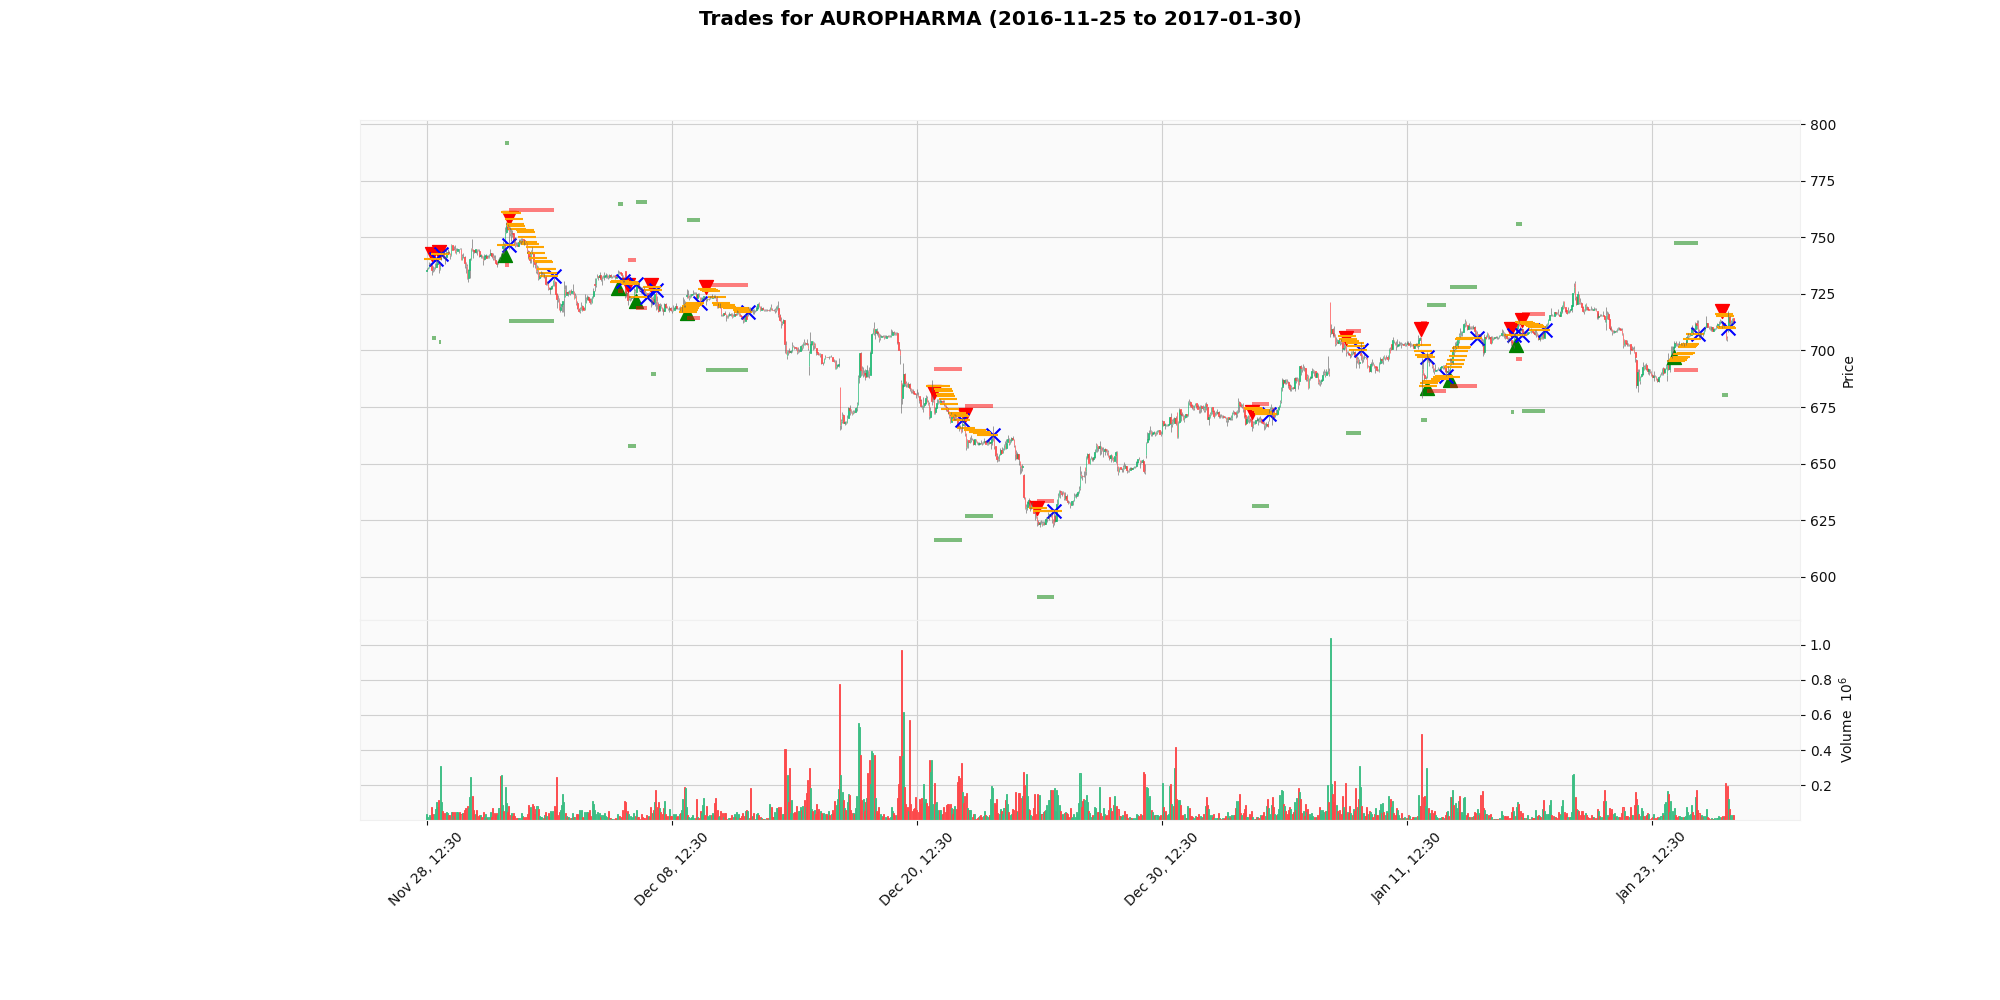 Trades for AUROPHARMA (2016-11-25 to 2017-01-30)
800
775
750
725
700
675
650
625
600
Price
1.0
0.8
0.6
0.4
0.2
Volume 10^6
Nov 28, 12:30
Dec 08, 12:30
Dec 20, 12:30
Dec 30, 12:30
Jan 11, 12:30
Jan 23, 12:30